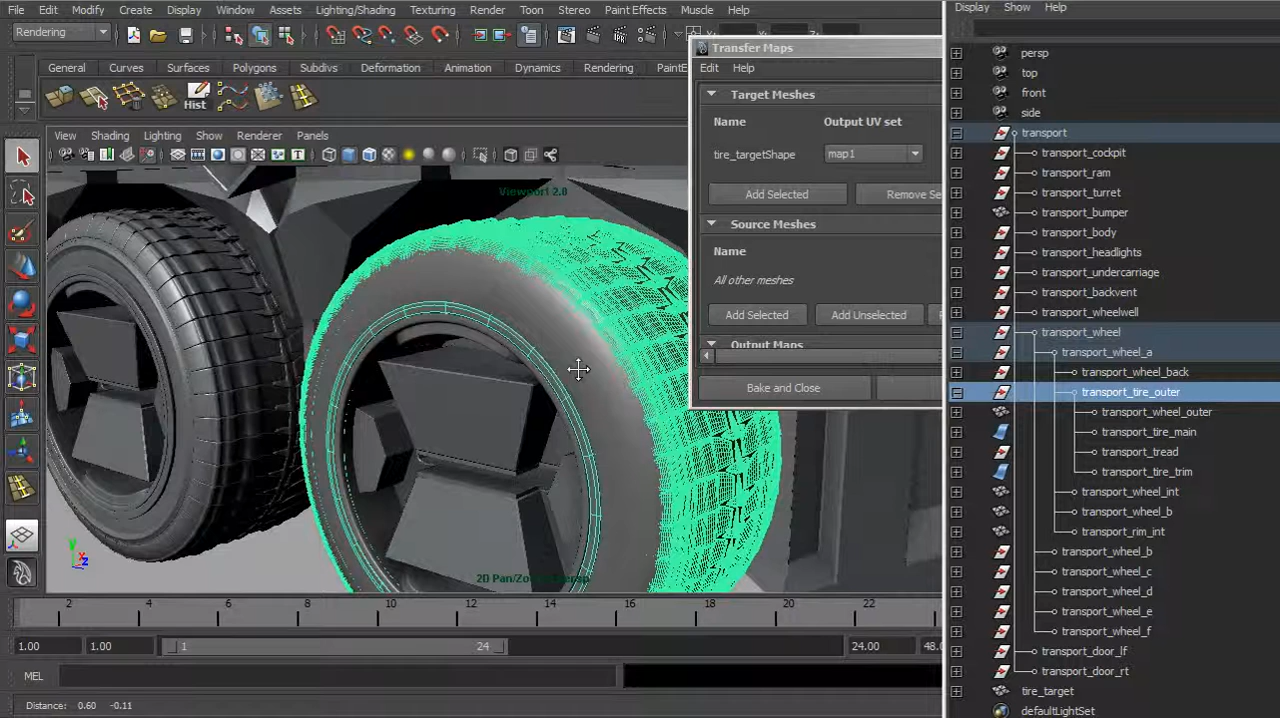 File Edit Modify Create Display Window Assets Lighting/Shading Texturing Render Toon Stereo Paint Effects Muscle Help
Display Show Help
Rendering
General Curves Surfaces Subdivs Deformation Animation Dynamics Rendering
Hist
View Shading Lighting Show Renderer Panels
Viewport 2.0
2D Pan/Zoom
Transfer Maps
Edit Help
Target Meshes
Name Output UV set
tire_targetShape map1
Add Selected
Source Meshes
Name
All other meshes
Add Selected Add Unselected
Output Maps
Bake and Close
persp
top
front
side
transport
transport_cockpit
transport_ram
transport_turret
transport_bumper
transport_body
transport_headlights
transport_undercarriage
transport_backvent
transport_wheelwell
transport_wheel
transport_wheel_a
transport_wheel_back
transport_tire_outer
transport_wheel_outer
transport_tire_main
transport_tread
transport_tire_trim
transport_wheel_int
transport_wheel_b
transport_rim_int
transport_wheel_b
transport_wheel_c
transport_wheel_d
transport_wheel_e
transport_wheel_f
transport_door_lf
transport_door_rt
tire_target
defaultLightSet
y
x
z
2 4 6 8 10 12 14 16 18 20 22
1.00 1.00 1 24 24.00 48.
MEL
Distance: 0.60 -0.11